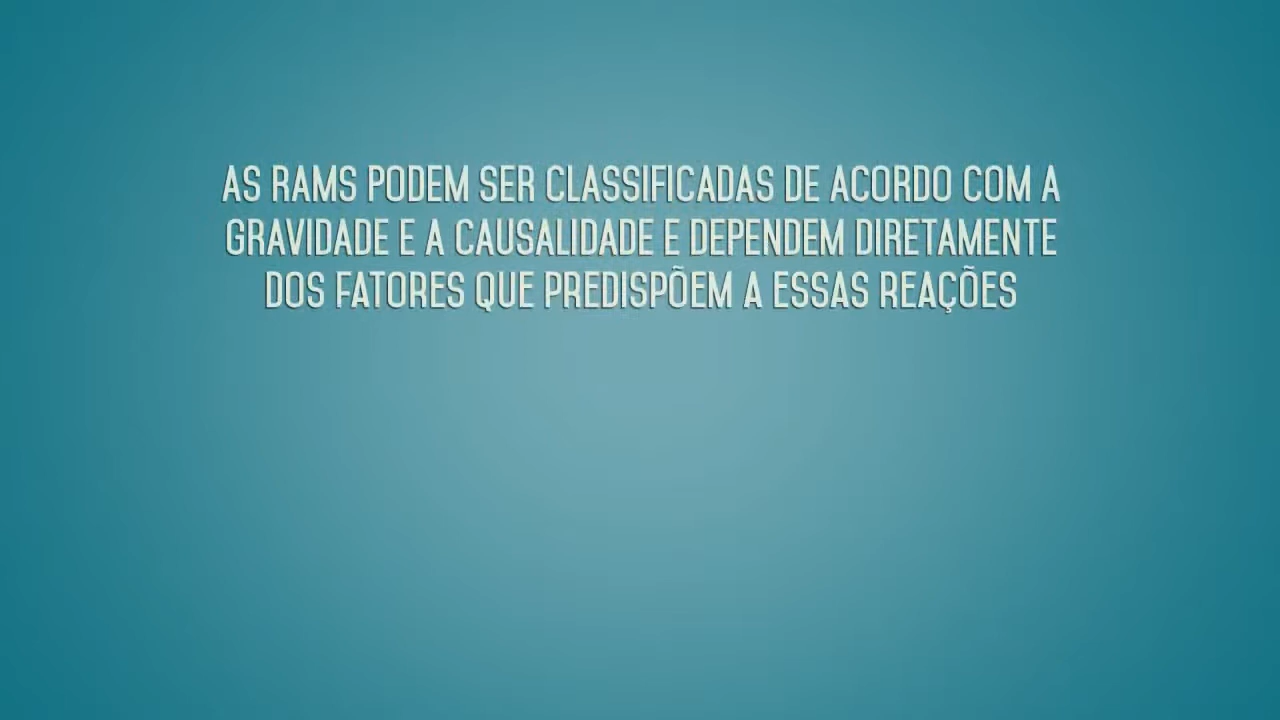 AS RAMS PODEM SER CLASSIFICADAS DE ACORDO COM A
GRAVIDADE E A CAUSALIDADE E DEPENDEM DIRETAMENTE
DOS FATORES QUE PREDISPÕEM A ESSAS REAÇÕES